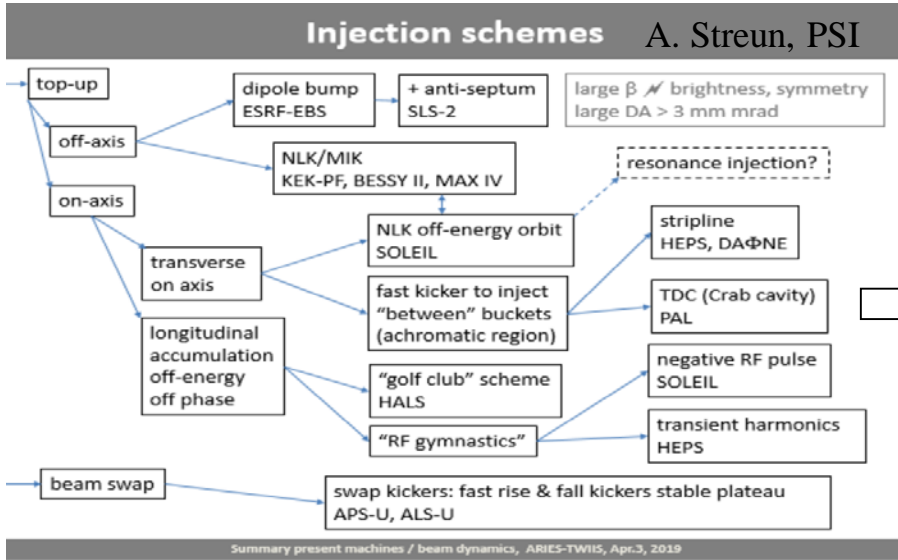 Injection schemes
A. Streun, PSI
top-up
dipole bump
ESRF-EBS
+ anti-septum
SLS-2
large β 𝒩 brightness, symmetry
large DA > 3 mm mrad
off-axis
NLK/MIK
KEK-PF, BESSY II, MAX IV
resonance injection?
on-axis
NLK off-energy orbit
SOLEIL
stripline
HEPS, DAΦNE
transverse
on axis
fast kicker to inject
“between” buckets
(achromatic region)
TDC (Crab cavity)
PAL
longitudinal
accumulation
off-energy
off phase
“golf club” scheme
HALS
negative RF pulse
SOLEIL
“RF gymnastics”
transient harmonics
HEPS
beam swap
swap kickers: fast rise & fall kickers stable plateau
APS-U, ALS-U
Summary present machines / beam dynamics, ARIES-TWIIS, Apr.3, 2019